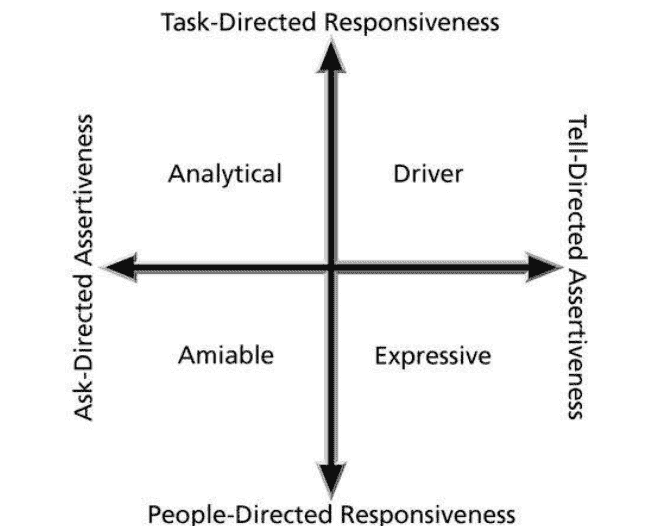 Task-Directed Responsiveness
Ask-Directed Assertiveness
Analytical
Driver
Tell-Directed Assertiveness
Amiable
Expressive
People-Directed Responsiveness